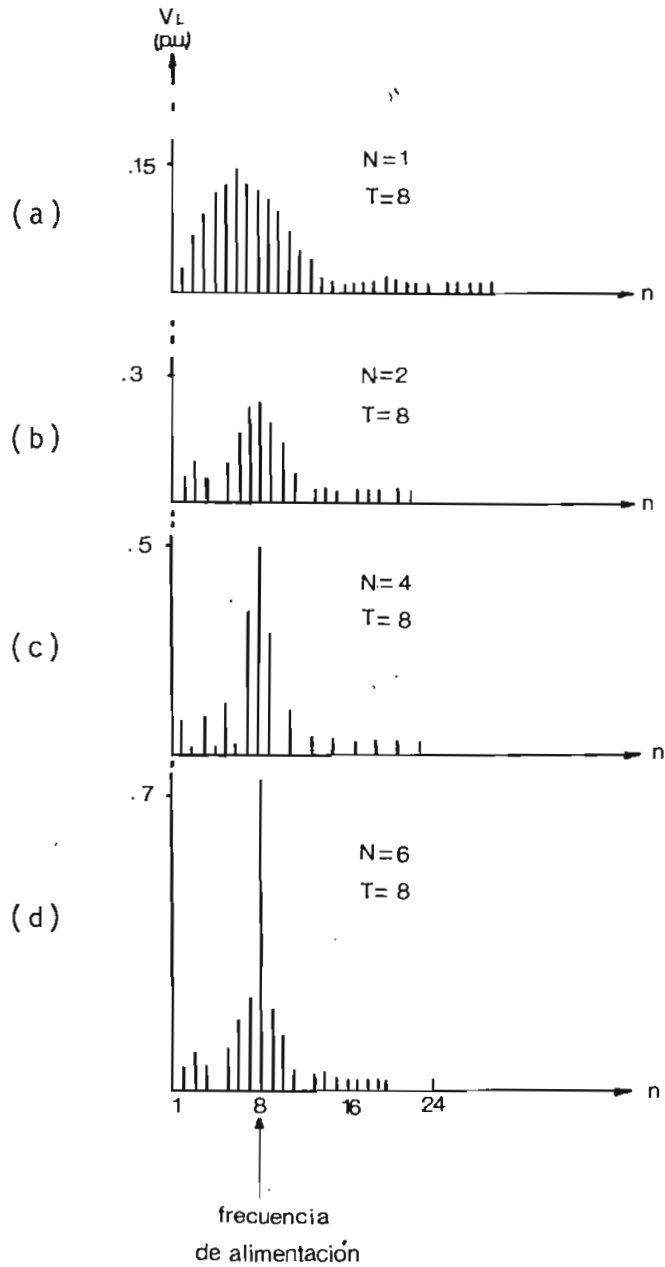 VL
(p.u)
(a)
.15
N=1
T=8
n
(b)
.3
N=2
T=8
n
(c)
.5
N=4
T=8
n
(d)
.7
N=6
T=8
n
1 8 16 24
frecuencia
de alimentación